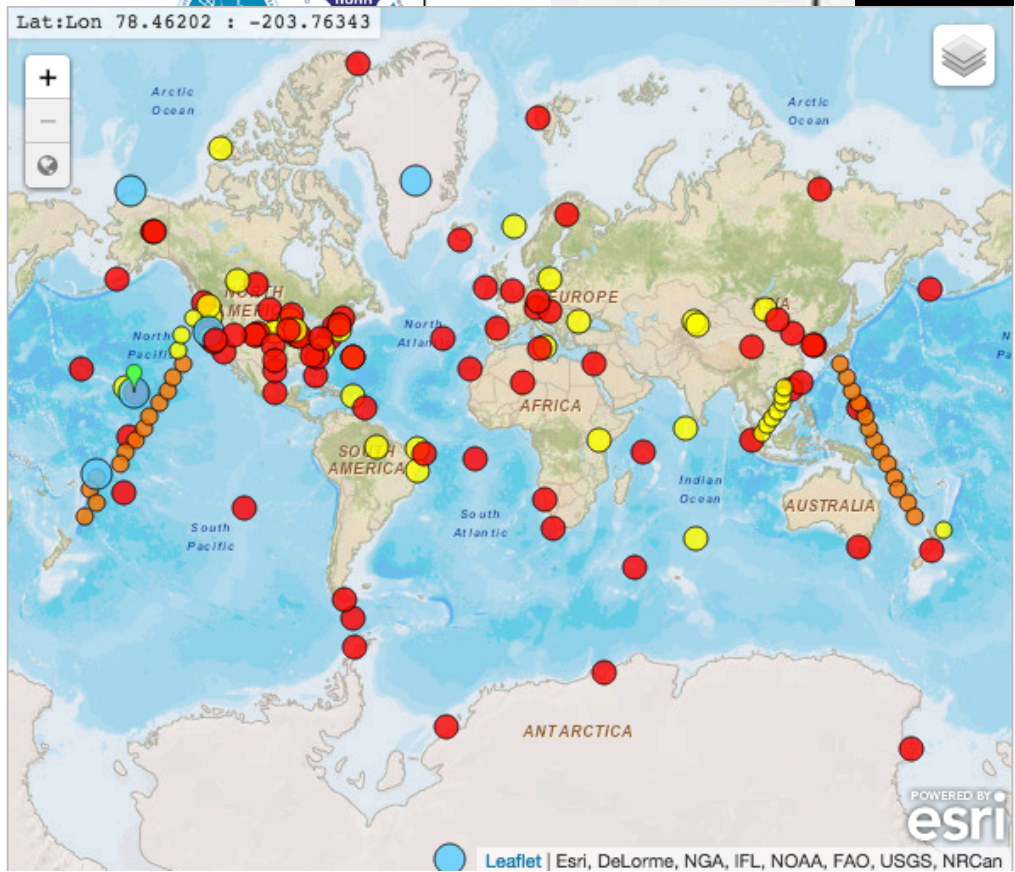 Lat:Lon 78.46202 : -203.76343
+
−
Arctic
Ocean
Arctic
Ocean
NORTH
AMERIC
EUROPE
North
Pacific
North
Atlantic
AFRICA
SOUTH
AMERICA
Indian
Ocean
AUSTRALIA
South
Pacific
South
Atlantic
ANTARCTICA
POWERED BY
esri
Leaflet | Esri, DeLorme, NGA, IFL, NOAA, FAO, USGS, NRCan